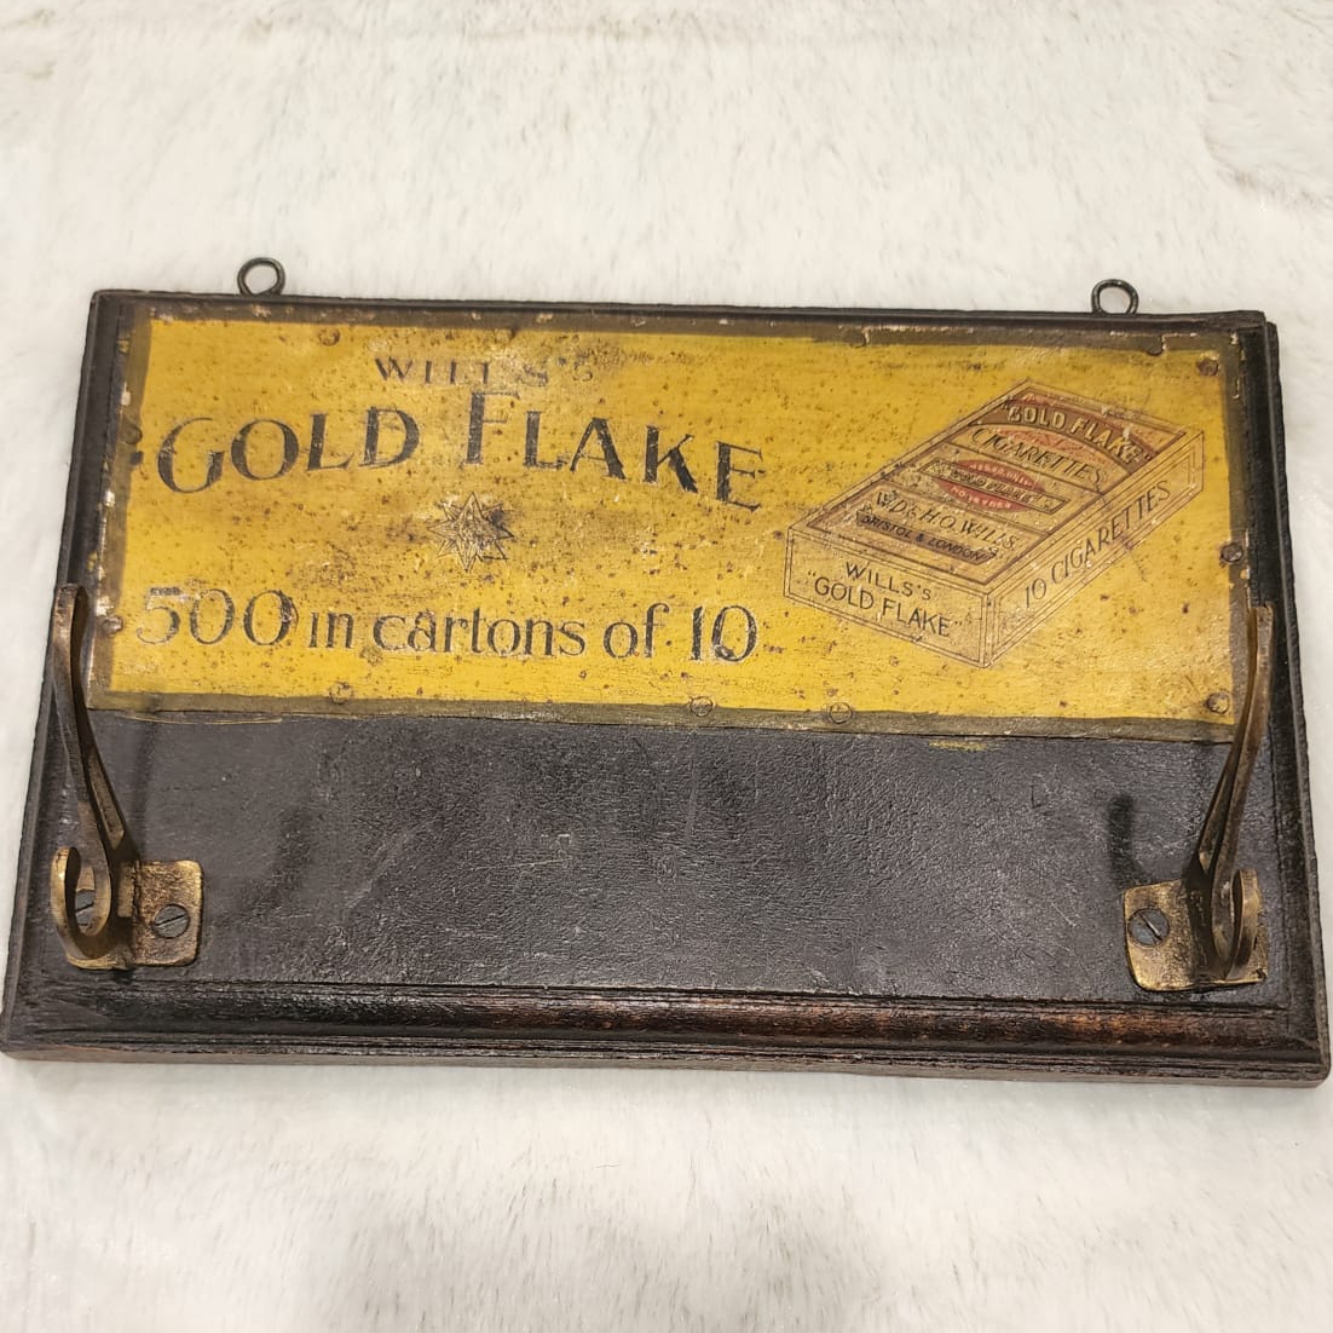 WILLS'S
GOLD FLAKE
500 in cartons of 10
"GOLD FLAKE"
CIGARETTES
W.D. & H.O. WILLS.
BRISTOL & LONDON
WILLS'S
"GOLD FLAKE"
10 CIGARETTES